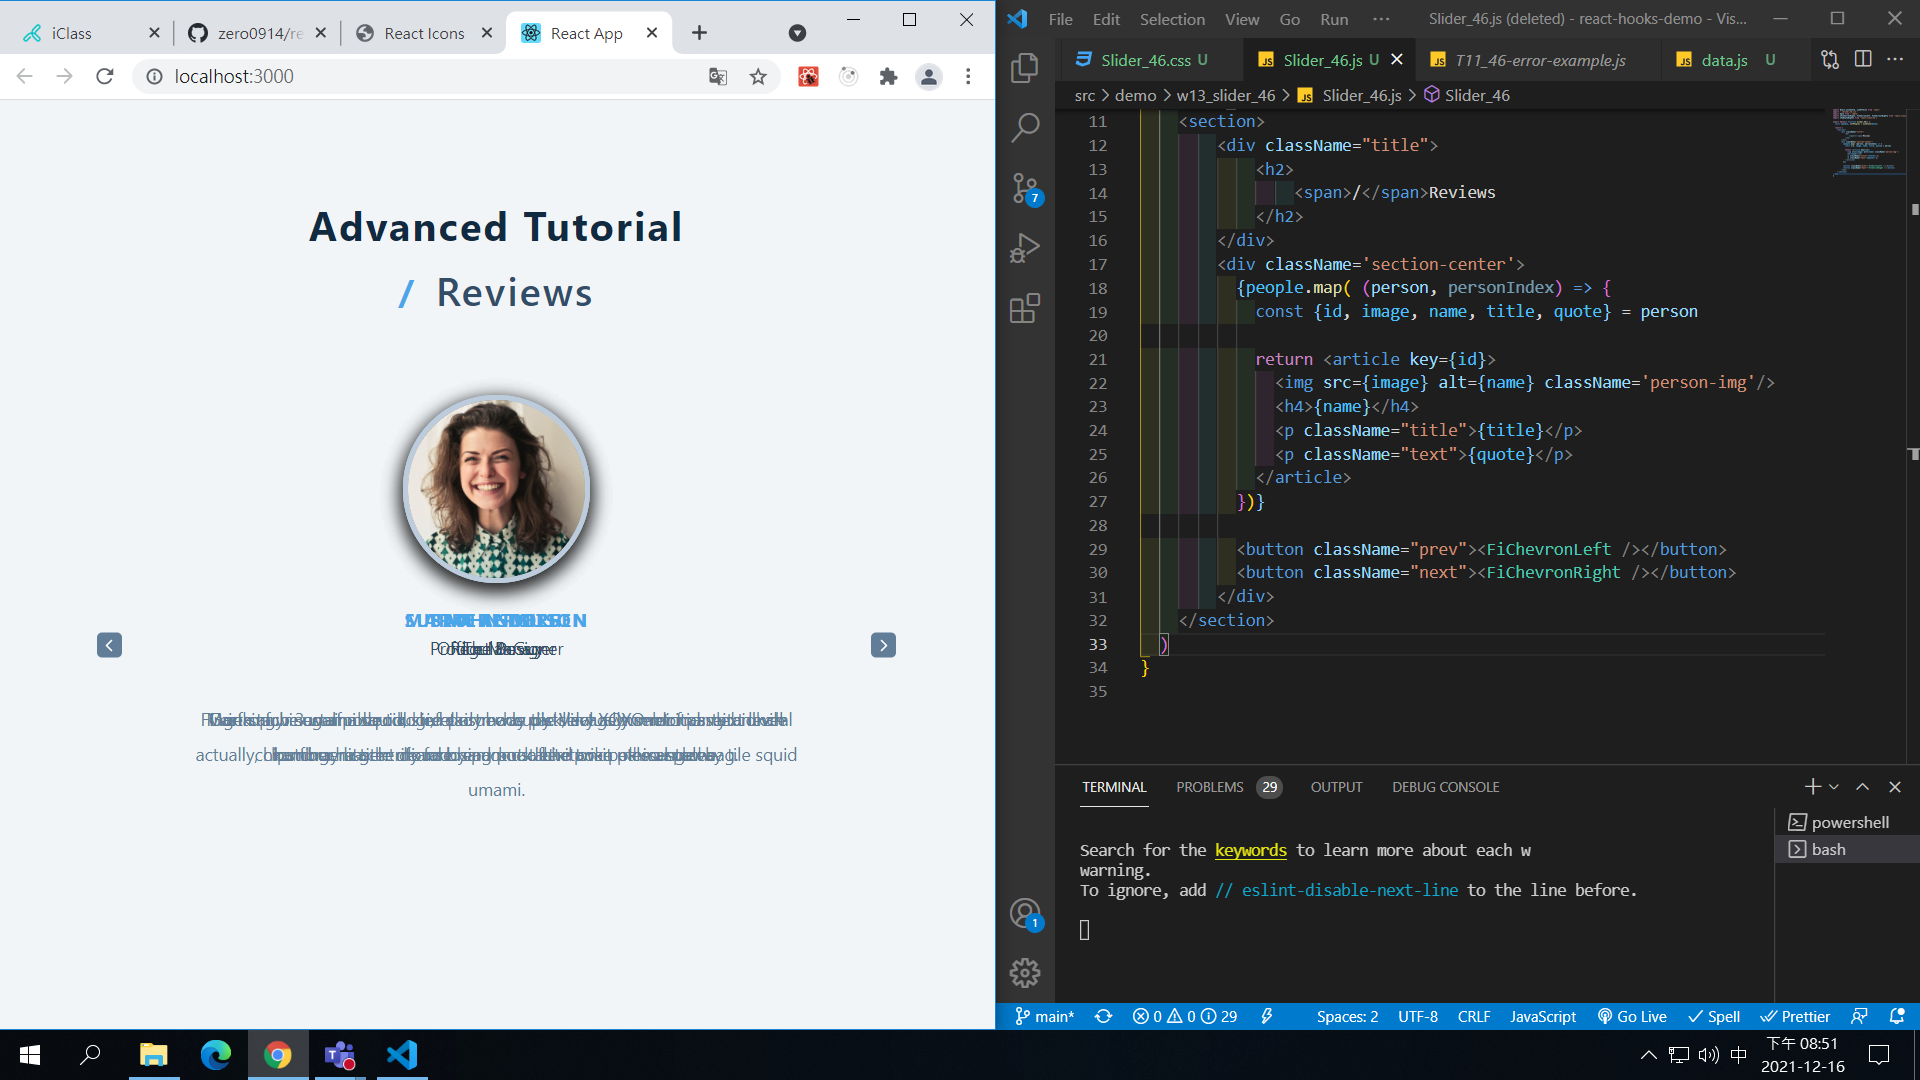 iClass
zero0914/re
React Icons
React App
localhost:3000
Advanced Tutorial
/ Reviews
umami.
File Edit Selection View Go Run ···
Slider_46.js (deleted) - react-hooks-demo - Vis...
Slider_46.css U
Slider_46.js U
T11_46-error-example.js
data.js U
src > demo > w13_slider_46 > JS Slider_46.js > Slider_46
11 <section>
12 <div className="title">
13 <h2>
14 <span>/</span>Reviews
15 </h2>
16 </div>
17 <div className='section-center'>
18 {people.map( (person, personIndex) => {
19 const {id, image, name, title, quote} = person
20
21 return <article key={id}>
22 <img src={image} alt={name} className='person-img'/>
23 <h4>{name}</h4>
24 <p className="title">{title}</p>
25 <p className="text">{quote}</p>
26 </article>
27 })}
28
29 <button className="prev"><FiChevronLeft /></button>
30 <button className="next"><FiChevronRight /></button>
31 </div>
32 </section>
33 )
34 }
35
7
1
TERMINAL PROBLEMS 29 OUTPUT DEBUG CONSOLE
powershell
bash
Search for the keywords to learn more about each w
warning.
To ignore, add // eslint-disable-next-line to the line before.
main* 0 0 29 Spaces: 2 UTF-8 CRLF JavaScript Go Live Spell Prettier
中
下午 08:51
2021-12-16